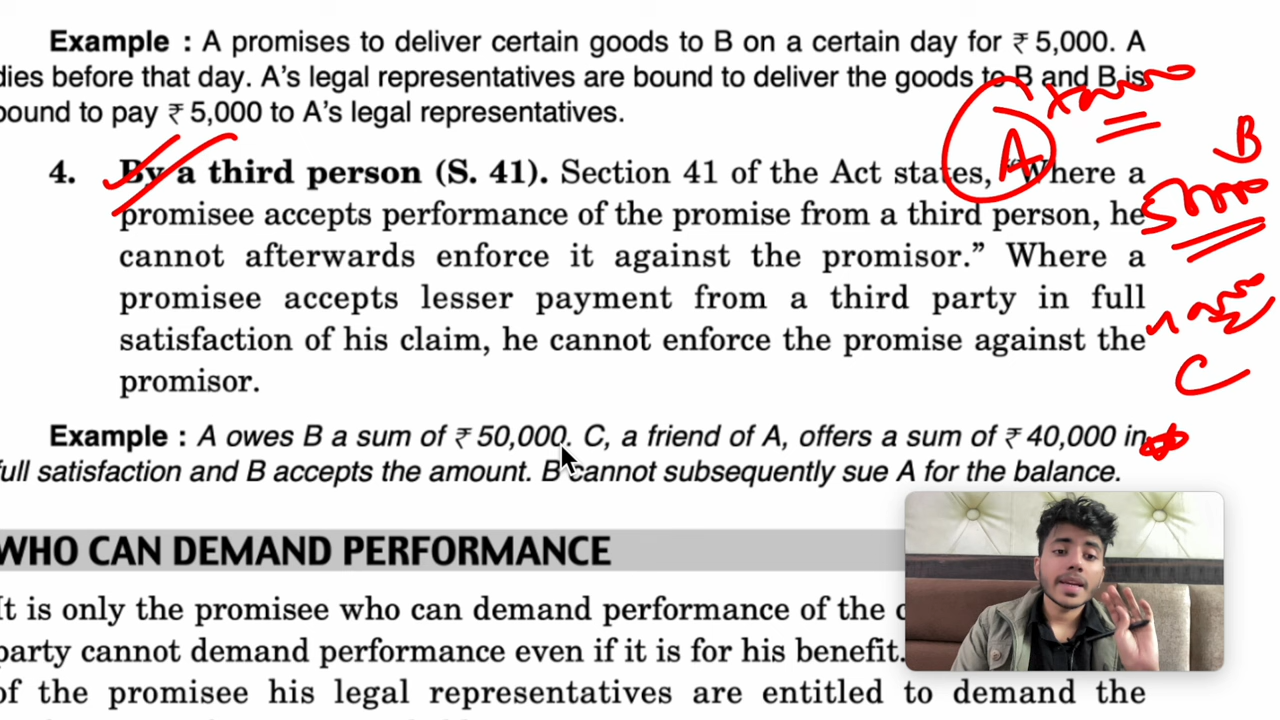 Example : A promises to deliver certain goods to B on a certain day for ₹ 5,000. A
dies before that day. A's legal representatives are bound to deliver the goods to B and B is
bound to pay ₹ 5,000 to A's legal representatives.
4. By a third person (S. 41). Section 41 of the Act states, "Where a
promisee accepts performance of the promise from a third person, he
cannot afterwards enforce it against the promisor." Where a
promisee accepts lesser payment from a third party in full
satisfaction of his claim, he cannot enforce the promise against the
promisor.
Example : A owes B a sum of ₹ 50,000. C, a friend of A, offers a sum of ₹ 40,000 in
full satisfaction and B accepts the amount. B cannot subsequently sue A for the balance.
WHO CAN DEMAND PERFORMANCE
It is only the promisee who can demand performance of the
party cannot demand performance even if it is for his benefit.
of the promisee his legal representatives are entitled to demand the
A
B
C